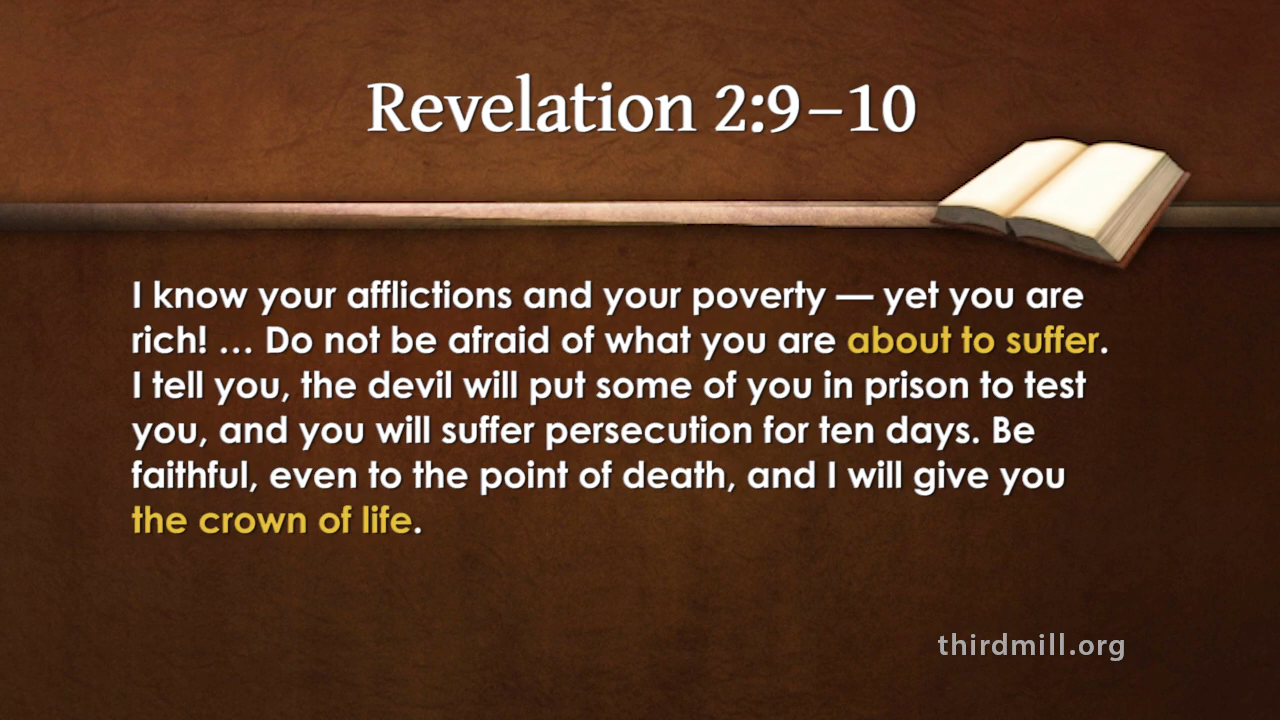 Revelation 2:9–10
I know your afflictions and your poverty — yet you are
rich! … Do not be afraid of what you are about to suffer.
I tell you, the devil will put some of you in prison to test
you, and you will suffer persecution for ten days. Be
faithful, even to the point of death, and I will give you
the crown of life.
thirdmill.org